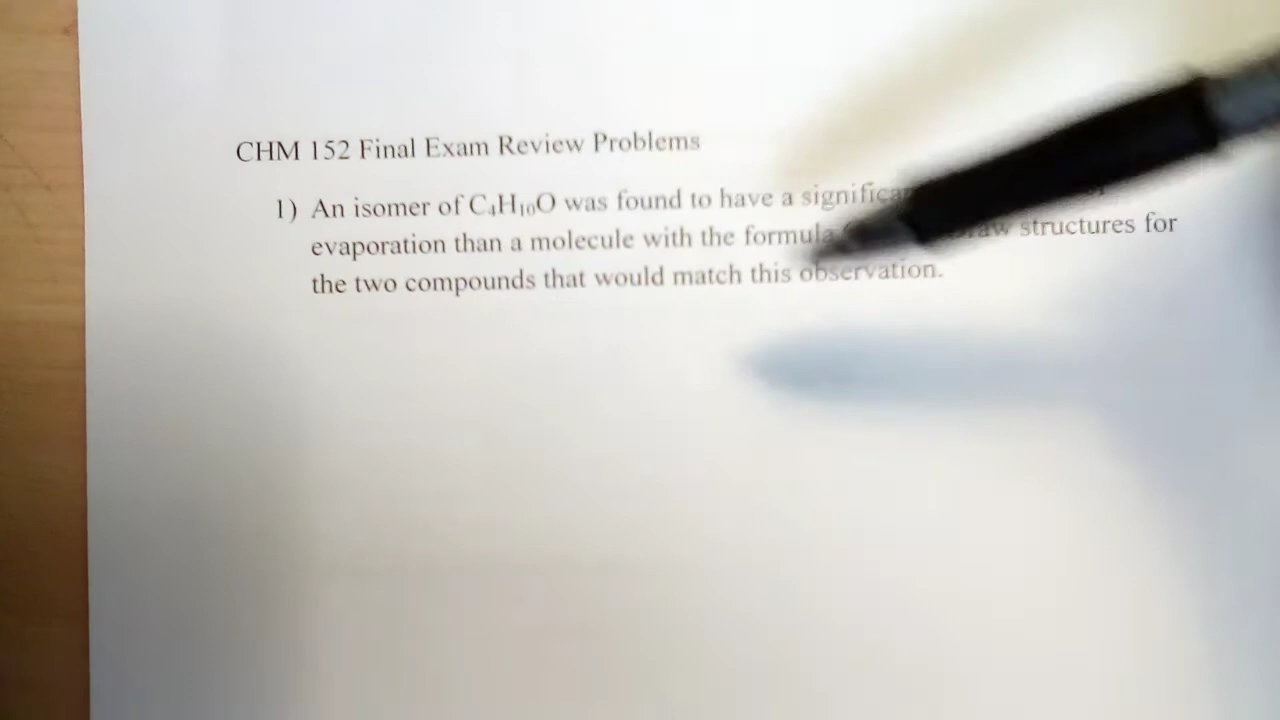 CHM 152 Final Exam Review Problems
1) An isomer of C₄H₁₀O was found to have a
evaporation than a molecule with the formula structures for
the two compounds that would match this observation.